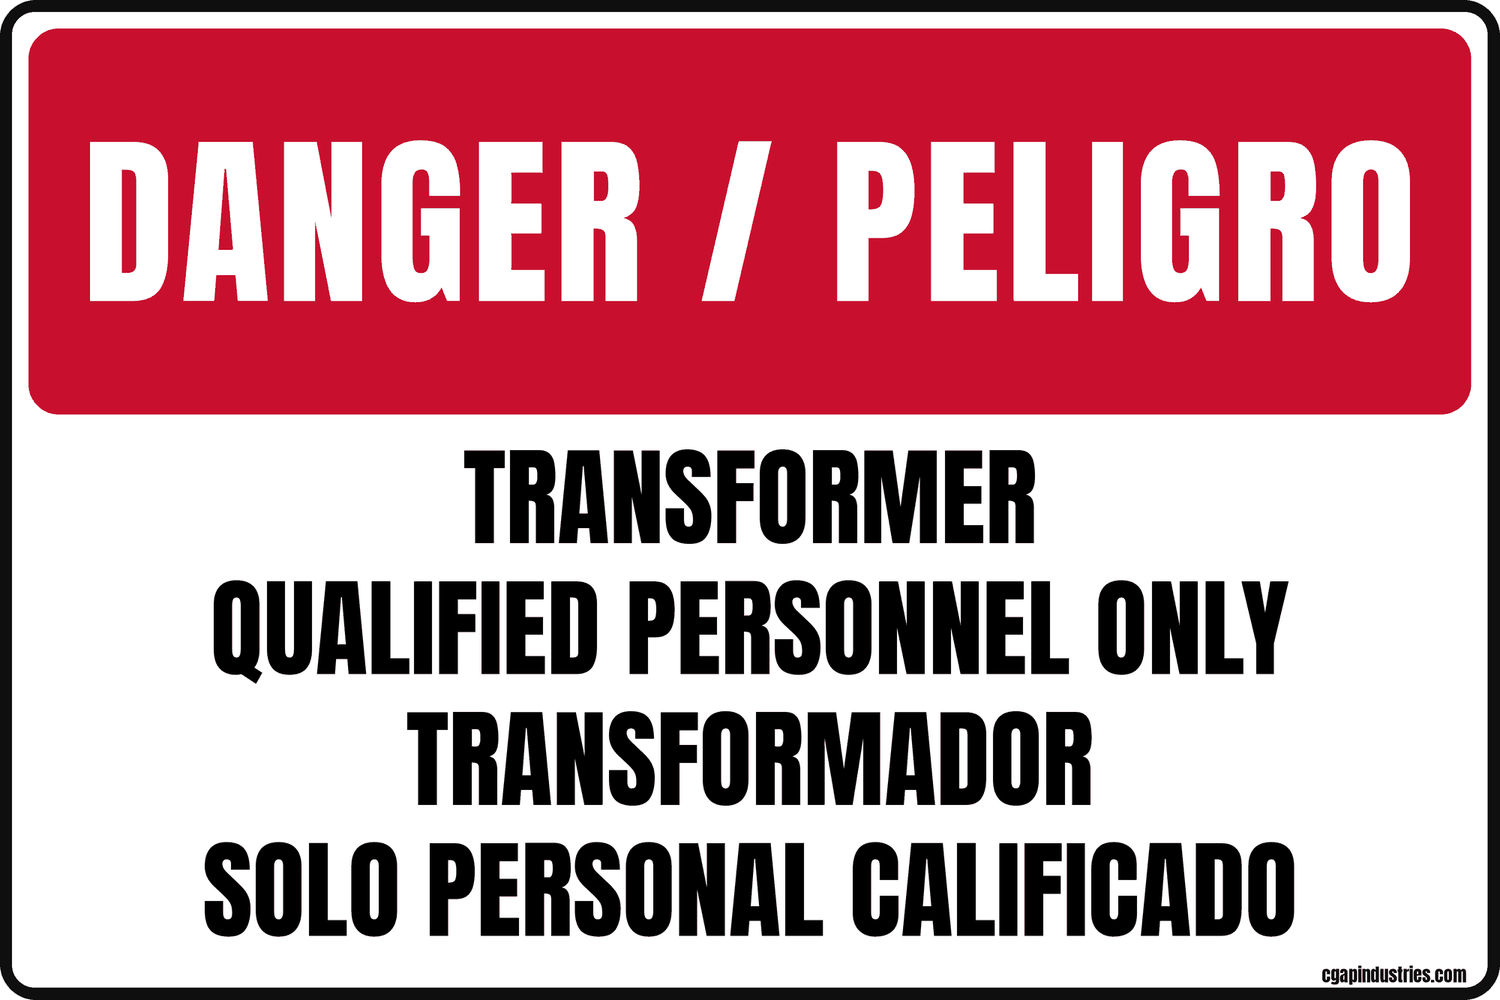 DANGER / PELIGRO
TRANSFORMER
QUALIFIED PERSONNEL ONLY
TRANSFORMADOR
SOLO PERSONAL CALIFICADO
cgapindustries.com